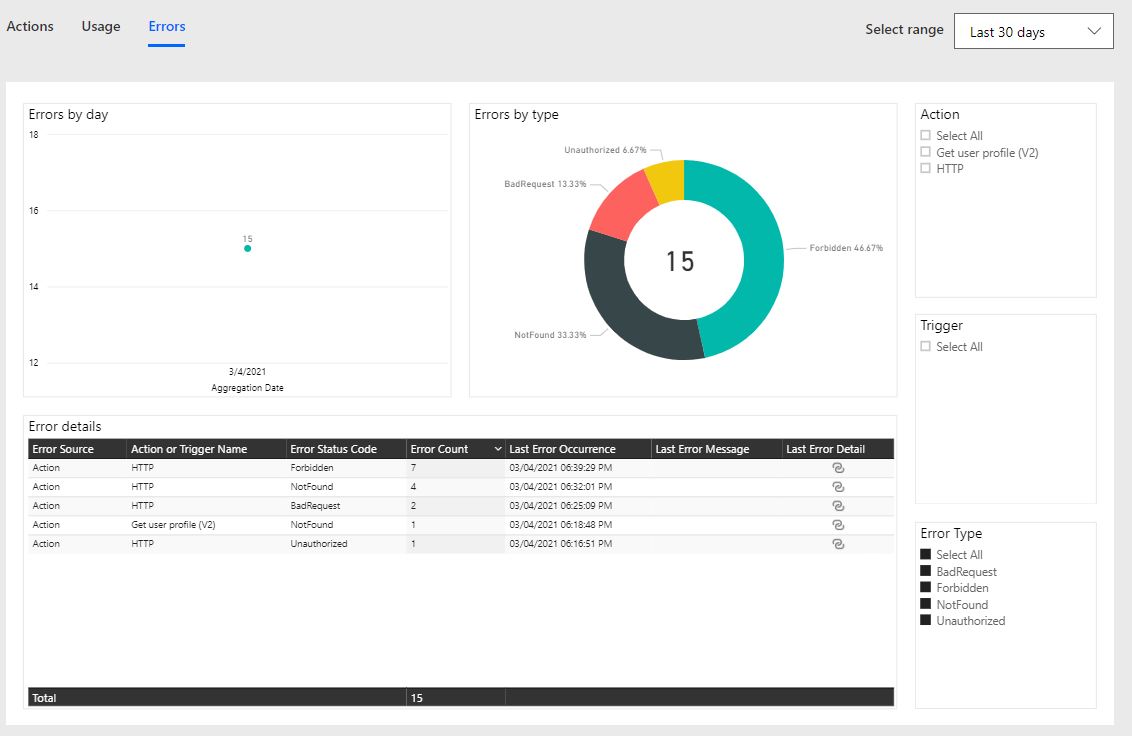 Actions Usage Errors Select range Last 30 days
Errors by day
18
16
15
14
12
3/4/2021
Aggregation Date
Errors by type
Unauthorized 6.67%
BadRequest 13.33%
Forbidden 46.67%
15
NotFound 33.33%
Action
Select All
Get user profile (V2)
HTTP
Trigger
Select All
Error details
Error Source Action or Trigger Name Error Status Code Error Count Last Error Occurrence Last Error Message Last Error Detail
Action HTTP Forbidden 7 03/04/2021 06:39:29 PM
Action HTTP NotFound 4 03/04/2021 06:32:01 PM
Action HTTP BadRequest 2 03/04/2021 06:25:09 PM
Action Get user profile (V2) NotFound 1 03/04/2021 06:18:48 PM
Action HTTP Unauthorized 1 03/04/2021 06:16:51 PM
Total 15
Error Type
Select All
BadRequest
Forbidden
NotFound
Unauthorized